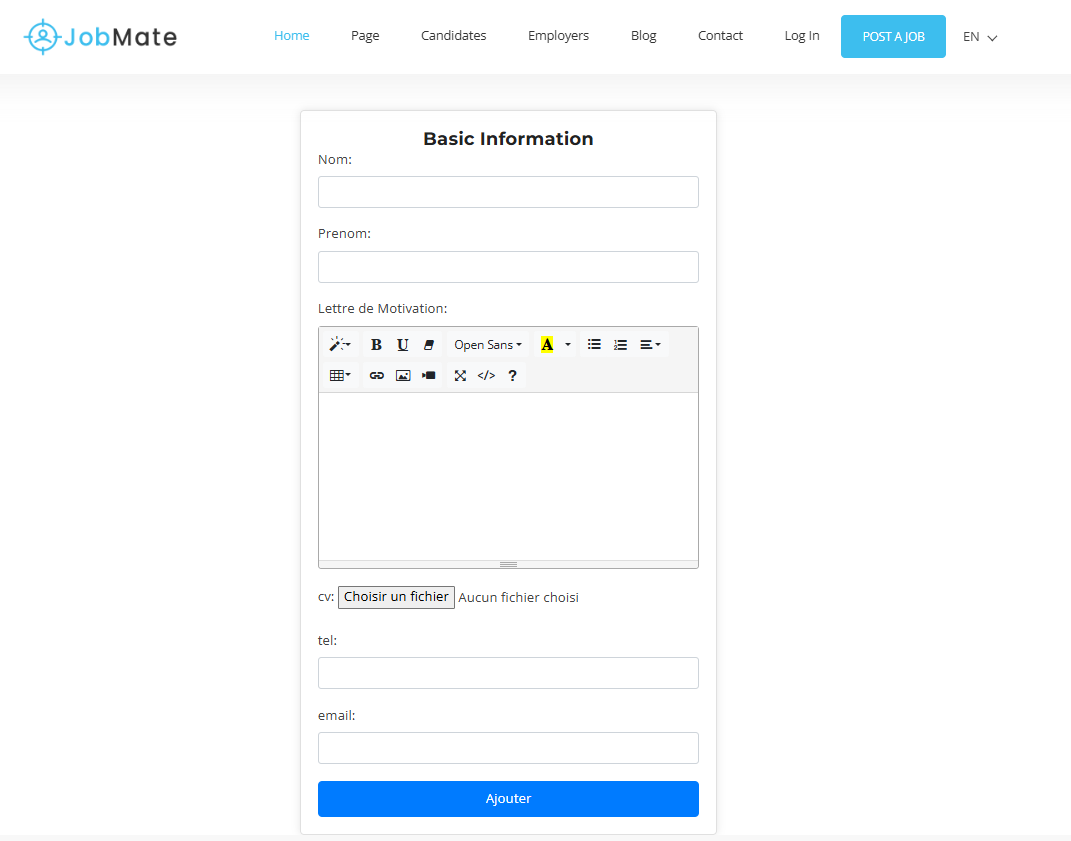 JobMate Home Page Candidates Employers Blog Contact Log In POST A JOB EN
Basic Information
Nom:
Prenom:
Lettre de Motivation:
B U Open Sans A
</> ?
cv: Choisir un fichier Aucun fichier choisi
tel:
email:
Ajouter